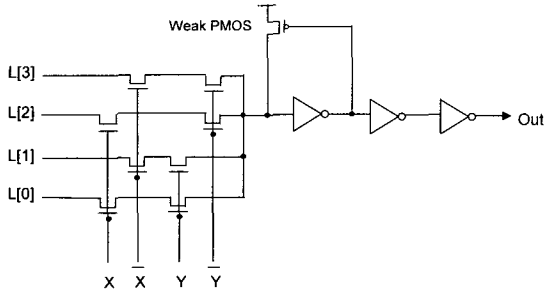 Weak PMOS
L[3]
L[2]
L[1]
L[0]
Out
X X̅ Y Y̅